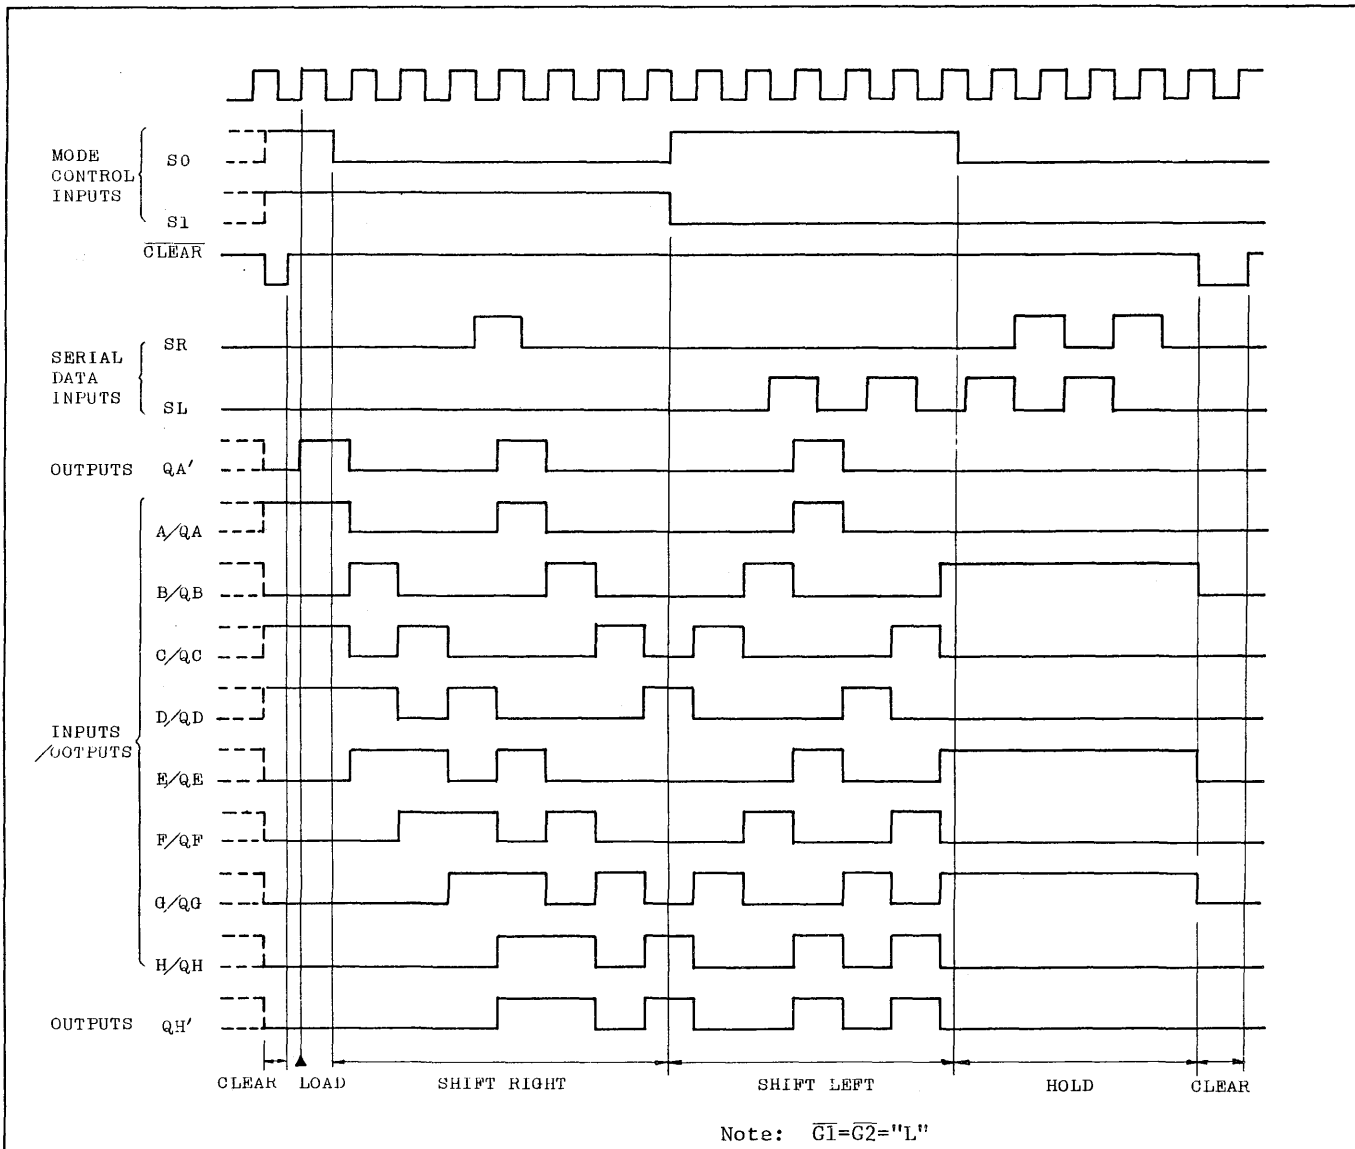 MODE
CONTROL
INPUTS
S0
S1
CLEAR
SERIAL
DATA
INPUTS
SR
SL
OUTPUTS QA′
INPUTS
/OUTPUTS
A/QA
B/QB
C/QC
D/QD
E/QE
F/QF
G/QG
H/QH
OUTPUTS QH′
CLEAR LOAD SHIFT RIGHT SHIFT LEFT HOLD CLEAR
Note: G1=G2="L"